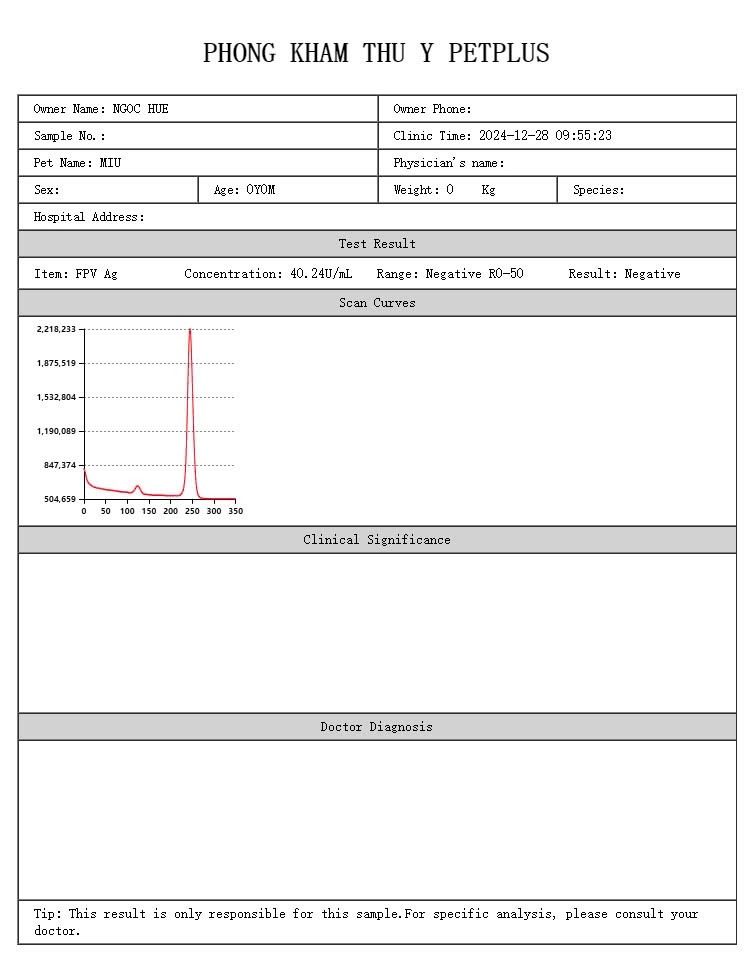 PHONG KHAM THU Y PETPLUS
Owner Name: NGOC HUE Owner Phone:
Sample No.: Clinic Time: 2024-12-28 09:55:23
Pet Name: MIU Physician's name:
Sex: Age: 0Y0M Weight: 0 Kg Species:
Hospital Address:
Test Result
Item: FPV Ag Concentration: 40.24U/mL Range: Negative R0-50 Result: Negative
Scan Curves
2,218,233
1,875,519
1,532,804
1,190,089
847,374
504,659
0 50 100 150 200 250 300 350
Clinical Significance
Doctor Diagnosis
Tip: This result is only responsible for this sample.For specific analysis, please consult your
doctor.